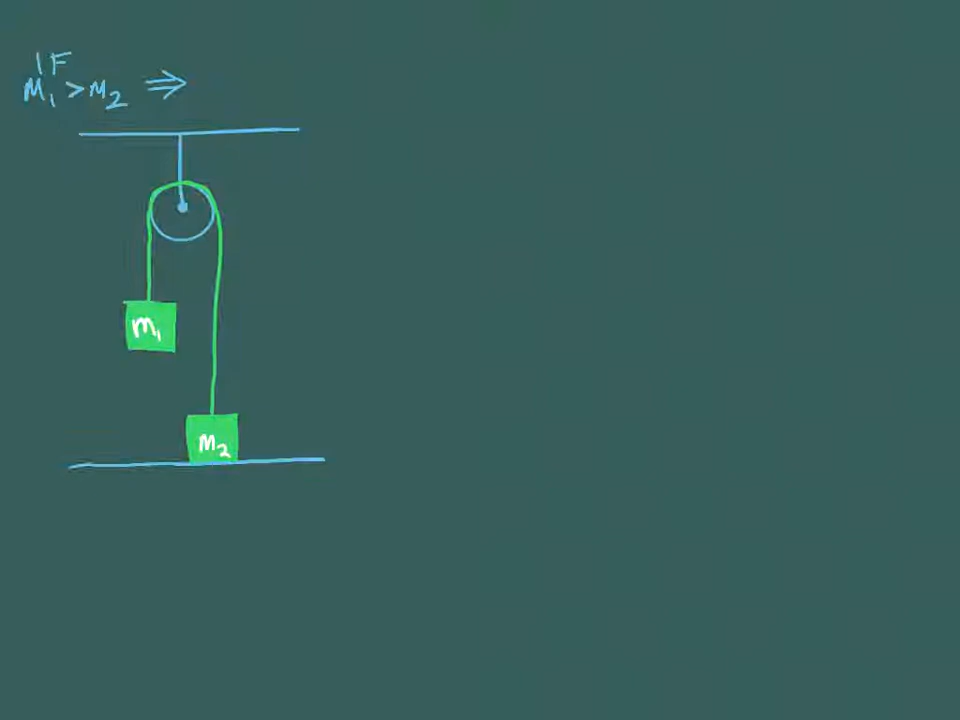 IF
M₁ > M₂ ⇒
m₁
M₂